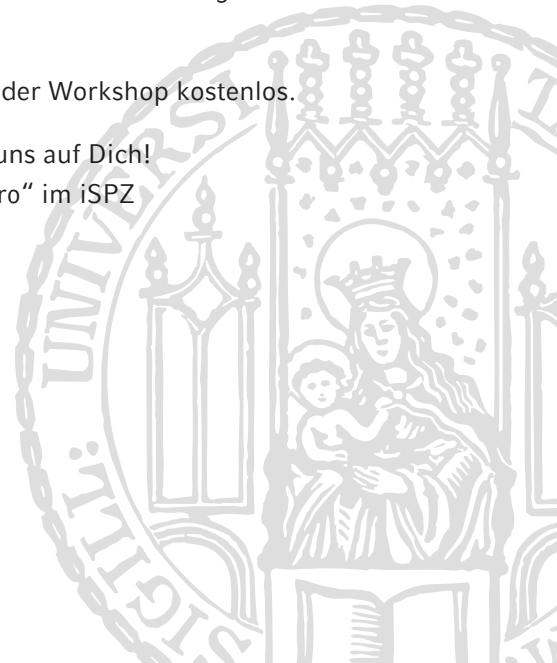 der Workshop kostenlos.
uns auf Dich!
ro“ im iSPZ
UNIVERSI
SIGILL: